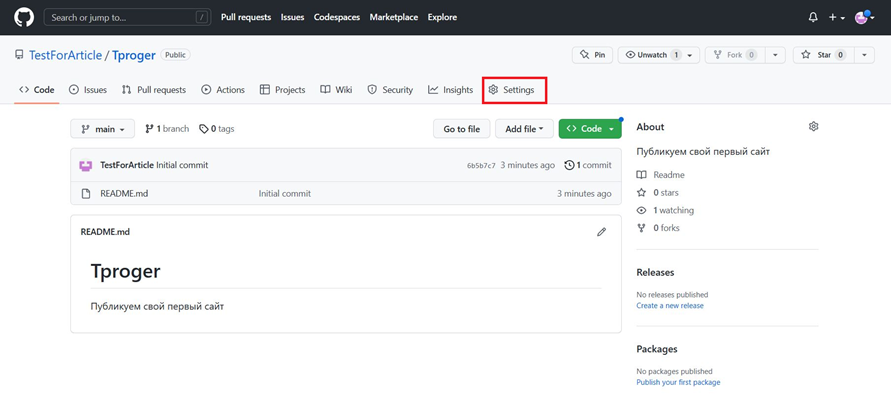 Search or jump to... / Pull requests Issues Codespaces Marketplace Explore
TestForArticle / Tproger Public Pin Unwatch 1 Fork 0 Star 0
Code Issues Pull requests Actions Projects Wiki Security Insights Settings
main 1 branch 0 tags Go to file Add file Code
TestForArticle Initial commit 6b5b7c7 3 minutes ago 1 commit
README.md Initial commit 3 minutes ago
README.md
Tproger
Публикуем свой первый сайт
About
Публикуем свой первый сайт
Readme
0 stars
1 watching
0 forks
Releases
No releases published
Create a new release
Packages
No packages published
Publish your first package